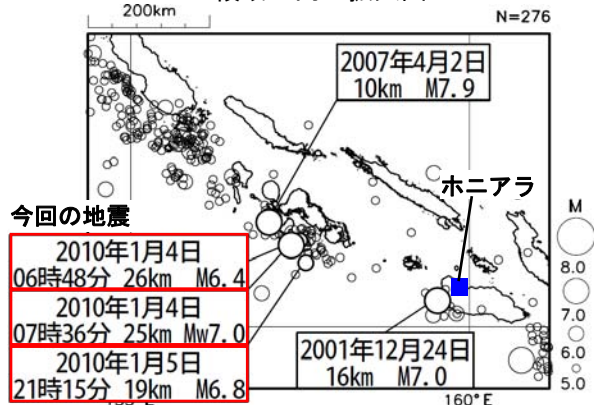 200km
N=276
2007年4月2日
10km M7.9
ホニアラ
今回の地震
2010年1月4日
06時48分 26km M6.4
2010年1月4日
07時36分 25km Mw7.0
2010年1月5日
21時15分 19km M6.8
2001年12月24日
16km M7.0
M
8.0
7.0
6.0
5.0
160°E